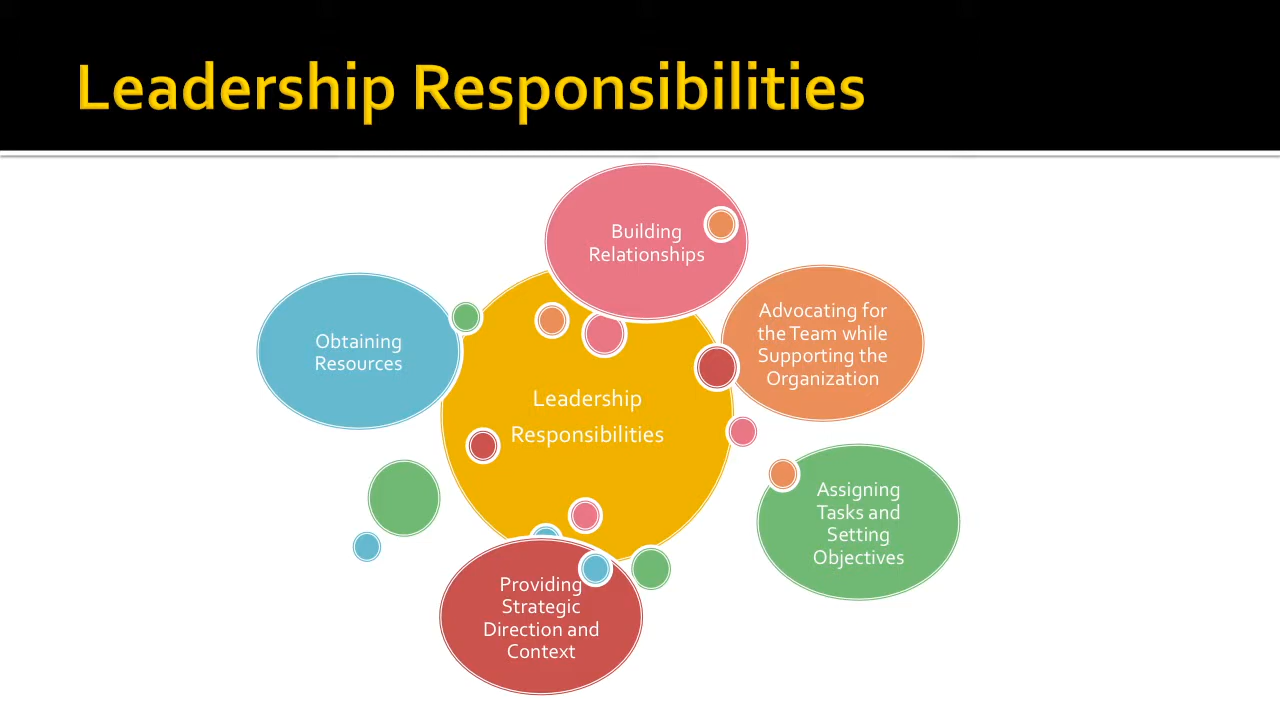 Leadership Responsibilities
Building
Relationships
Advocating for
the Team while
Supporting the
Organization
Obtaining
Resources
Leadership
Responsibilities
Assigning
Tasks and
Setting
Objectives
Providing
Strategic
Direction and
Context